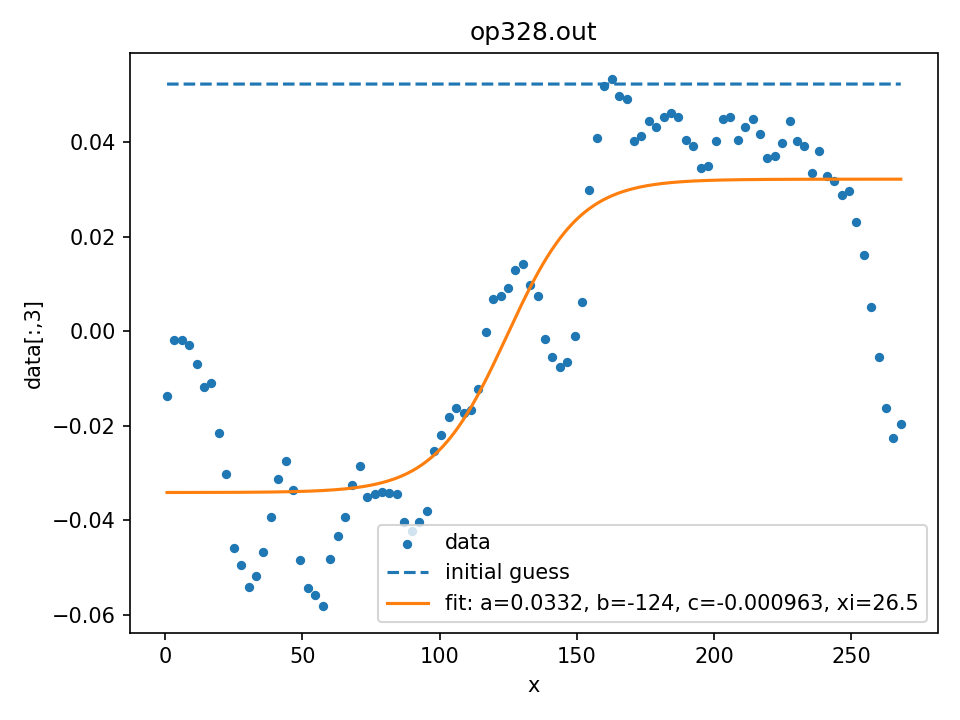 op328.out
data[:,3]
0.04
0.02
0.00
−0.02
−0.04
−0.06
data
initial guess
fit: a=0.0332, b=-124, c=-0.000963, xi=26.5
0 50 100 150 200 250
x